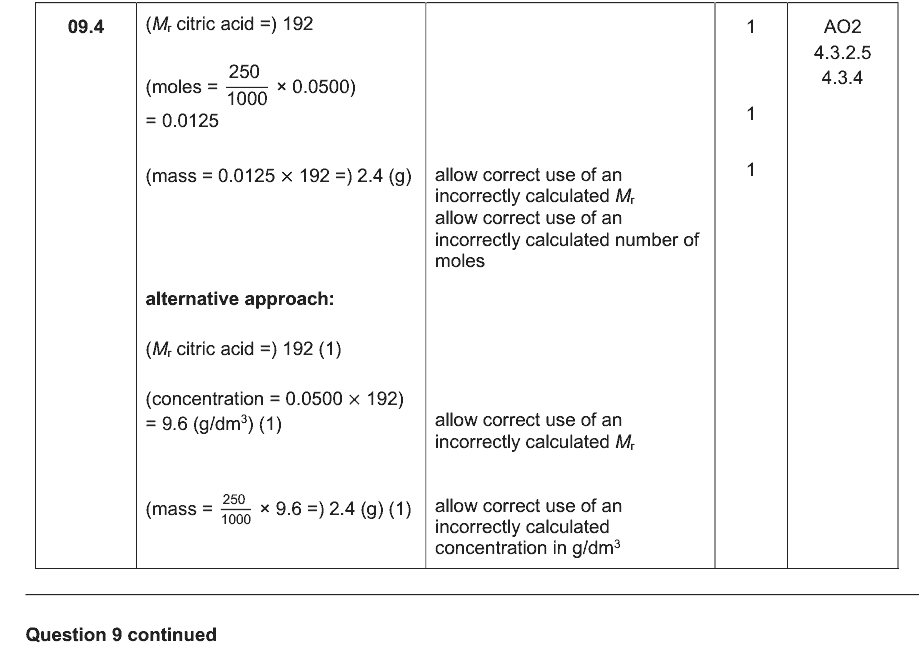 09.4
(Mᵣ citric acid =) 192
1
AO2
4.3.2.5
4.3.4
(moles = 250/1000 × 0.0500)
= 0.0125
1
(mass = 0.0125 × 192 =) 2.4 (g)
allow correct use of an
incorrectly calculated Mᵣ
allow correct use of an
incorrectly calculated number of
moles
1
alternative approach:
(Mᵣ citric acid =) 192 (1)
(concentration = 0.0500 × 192)
= 9.6 (g/dm³) (1)
allow correct use of an
incorrectly calculated Mᵣ
(mass = 250/1000 × 9.6 =) 2.4 (g) (1)
allow correct use of an
incorrectly calculated
concentration in g/dm³
Question 9 continued